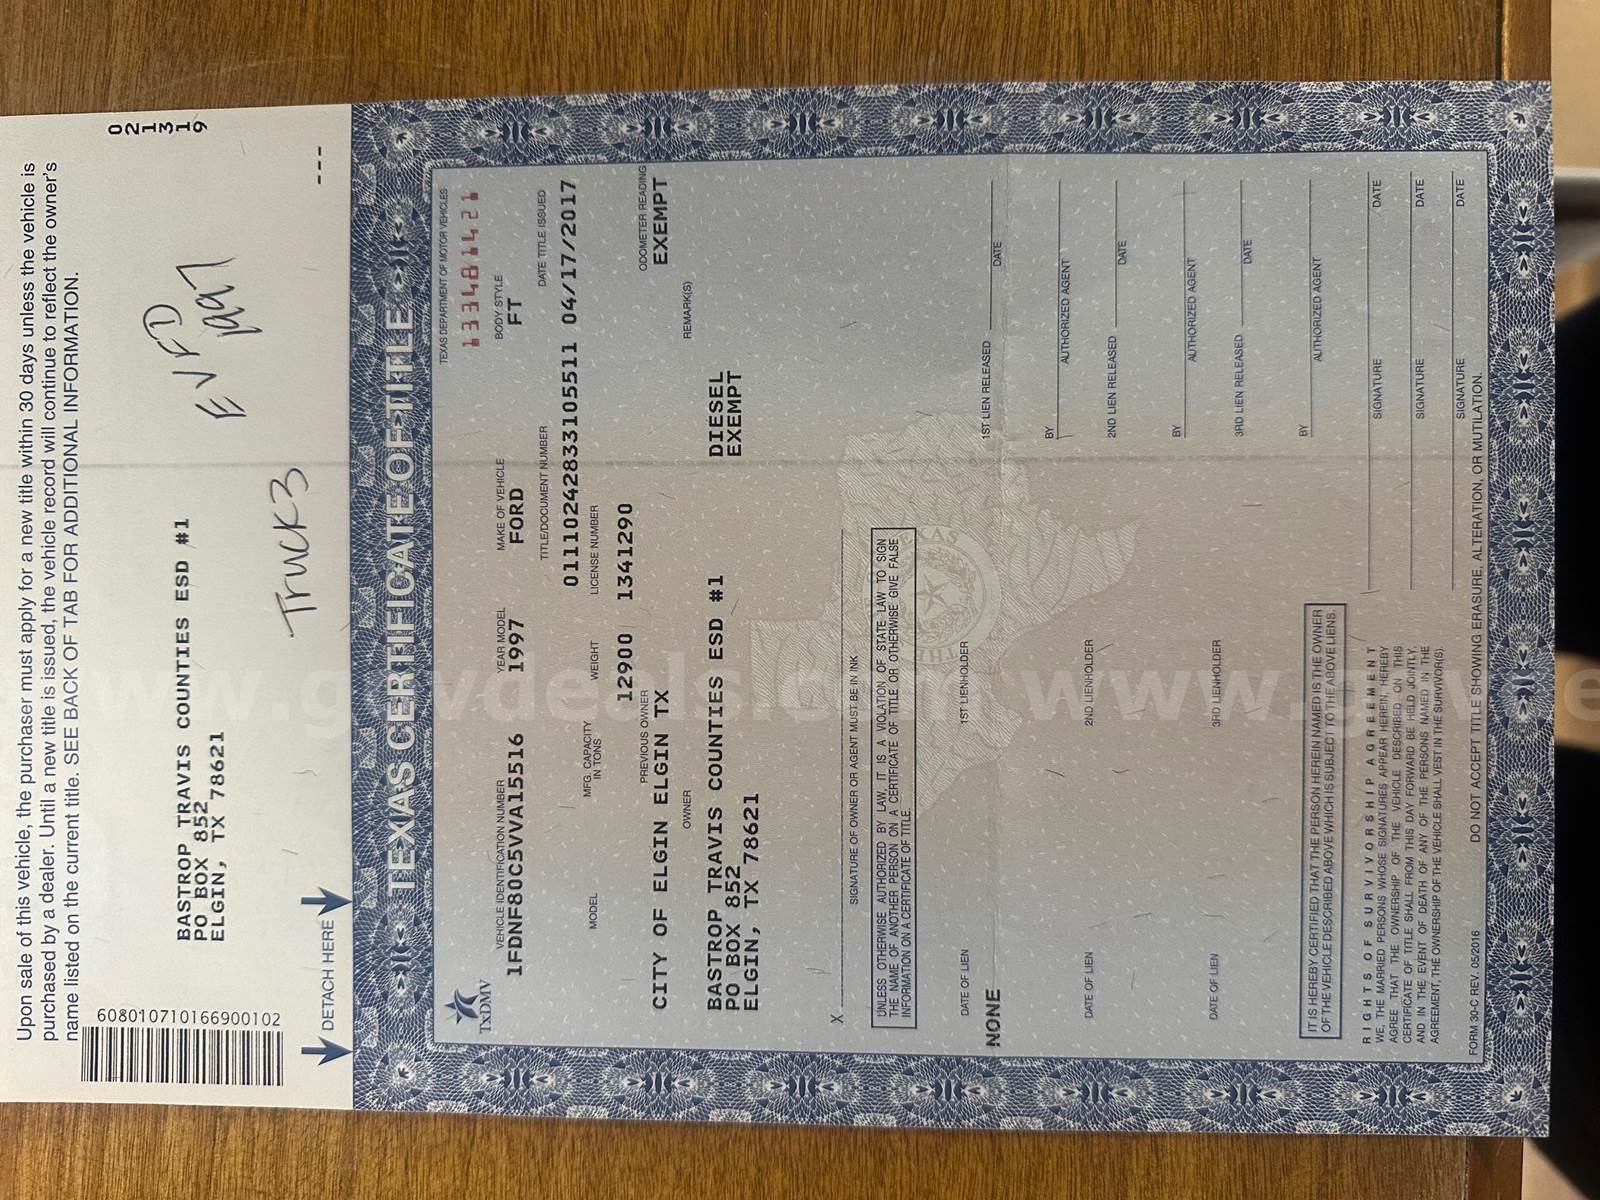 Upon sale of this vehicle, the purchaser must apply for a new title within 30 days unless the vehicle is
purchased by a dealer. Until a new title is issued, the vehicle record will continue to reflect the owner's
name listed on the current title. SEE BACK OF TAB FOR ADDITIONAL INFORMATION.
60801071016690010​2
021319
BASTROP TRAVIS COUNTIES ESD #1
PO BOX 852
ELGIN, TX 78621
EVFD
1997
Truck 3
---
DETACH HERE
TEXAS CERTIFICATE OF TITLE
TxDMV
TEXAS DEPARTMENT OF MOTOR VEHICLES
13348142​1
VEHICLE IDENTIFICATION NUMBER YEAR MODEL MAKE OF VEHICLE BODY STYLE
1FDNF80C5VVA15516 1997 FORD FT
TITLE/DOCUMENT NUMBER DATE TITLE ISSUED
01110242833105511 04/17/2017
MODEL MFG. CAPACITY IN TONS WEIGHT LICENSE NUMBER
12900 1341290
PREVIOUS OWNER ODOMETER READING
CITY OF ELGIN ELGIN TX EXEMPT
OWNER REMARK(S)
BASTROP TRAVIS COUNTIES ESD #1 DIESEL
PO BOX 852 EXEMPT
ELGIN, TX 78621
X
SIGNATURE OF OWNER OR AGENT MUST BE IN INK
UNLESS OTHERWISE AUTHORIZED BY LAW, IT IS A VIOLATION OF STATE LAW TO SIGN
THE NAME OF ANOTHER PERSON ON A CERTIFICATE OF TITLE OR OTHERWISE GIVE FALSE
INFORMATION ON A CERTIFICATE OF TITLE.
DATE OF LIEN 1ST LIENHOLDER 1ST LIEN RELEASED DATE
NONE
BY AUTHORIZED AGENT
DATE OF LIEN 2ND LIENHOLDER 2ND LIEN RELEASED DATE
BY AUTHORIZED AGENT
DATE OF LIEN 3RD LIENHOLDER 3RD LIEN RELEASED DATE
BY AUTHORIZED AGENT
IT IS HEREBY CERTIFIED THAT THE PERSON HEREIN NAMED IS THE OWNER
OF THE VEHICLE DESCRIBED ABOVE WHICH IS SUBJECT TO THE ABOVE LIENS.
RIGHTS OF SURVIVORSHIP AGREEMENT
WE, THE MARRIED PERSONS WHOSE SIGNATURES APPEAR HEREIN, HEREBY
AGREE THAT THE OWNERSHIP OF THE VEHICLE DESCRIBED ON THIS
CERTIFICATE OF TITLE SHALL FROM THIS DAY FORWARD BE HELD JOINTLY,
AND IN THE EVENT OF DEATH OF ANY OF THE PERSONS NAMED IN THE
AGREEMENT, THE OWNERSHIP OF THE VEHICLE SHALL VEST IN THE SURVIVOR(S).
SIGNATURE DATE
SIGNATURE DATE
SIGNATURE DATE
FORM 30-C REV. 05/2016 DO NOT ACCEPT TITLE SHOWING ERASURE, ALTERATION, OR MUTILATION.
www.govdeals.com www.gov